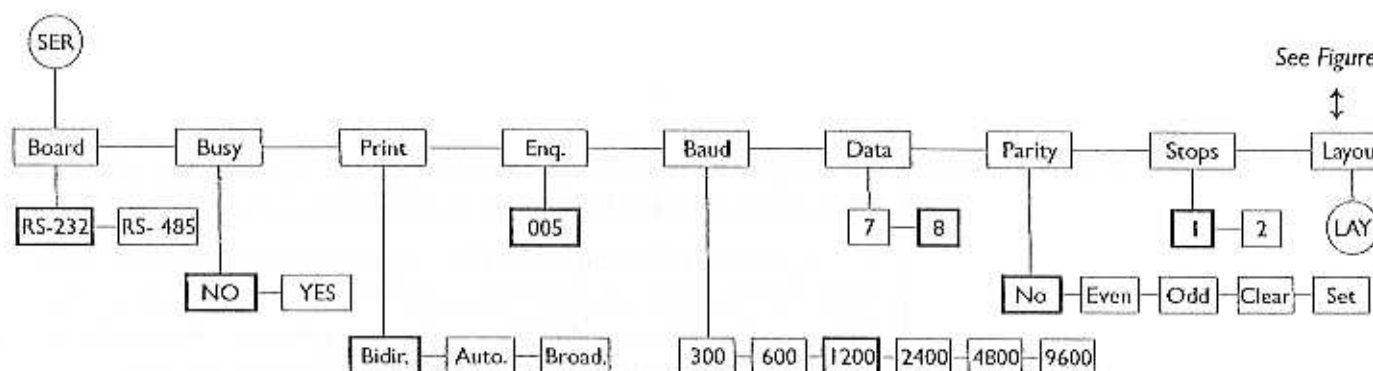 SER
See Figure
Board Busy Print Enq. Baud Data Parity Stops Layou
RS-232 RS- 485 005 7 8 1 2 LAY
NO YES No Even Odd Clear Set
Bidir. Auto. Broad. 300 600 1200 2400 4800 9600